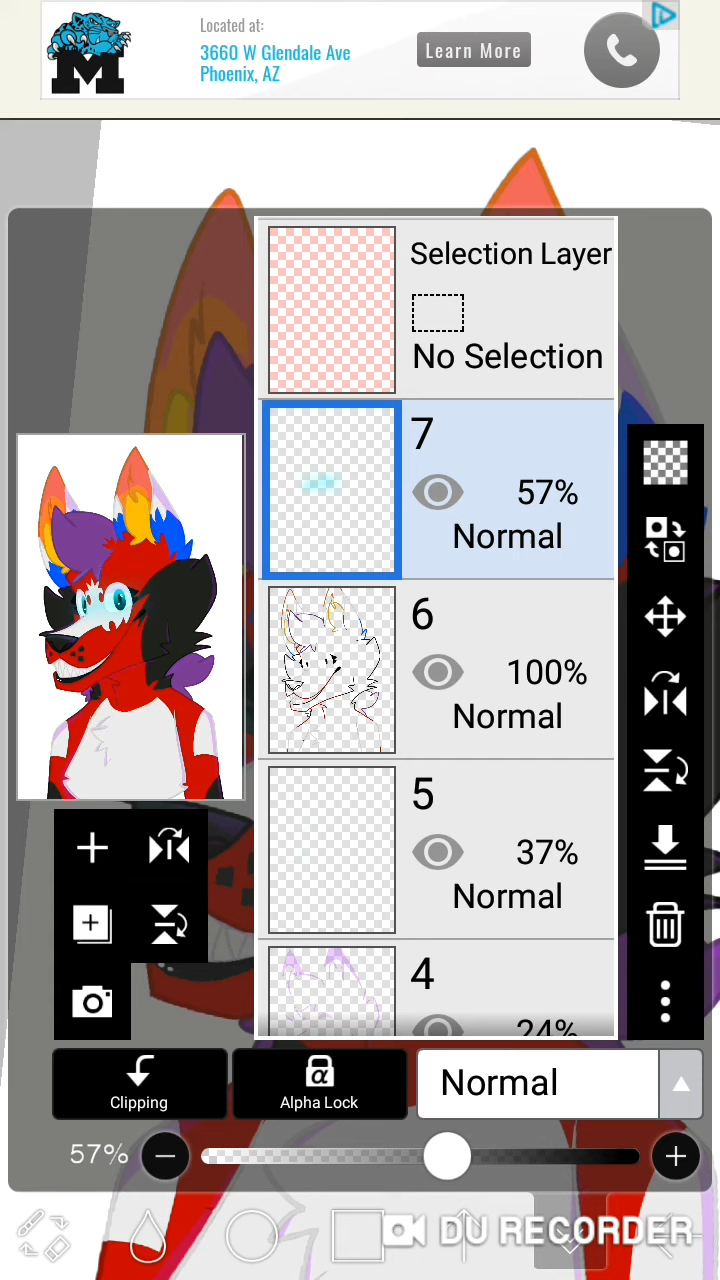 Located at:
3660 W Glendale Ave
Phoenix, AZ
Learn More
M
Selection Layer
No Selection
7
57%
Normal
6
100%
Normal
5
37%
Normal
4
24%
Clipping
α
Alpha Lock
Normal
57%
DU RECORDER